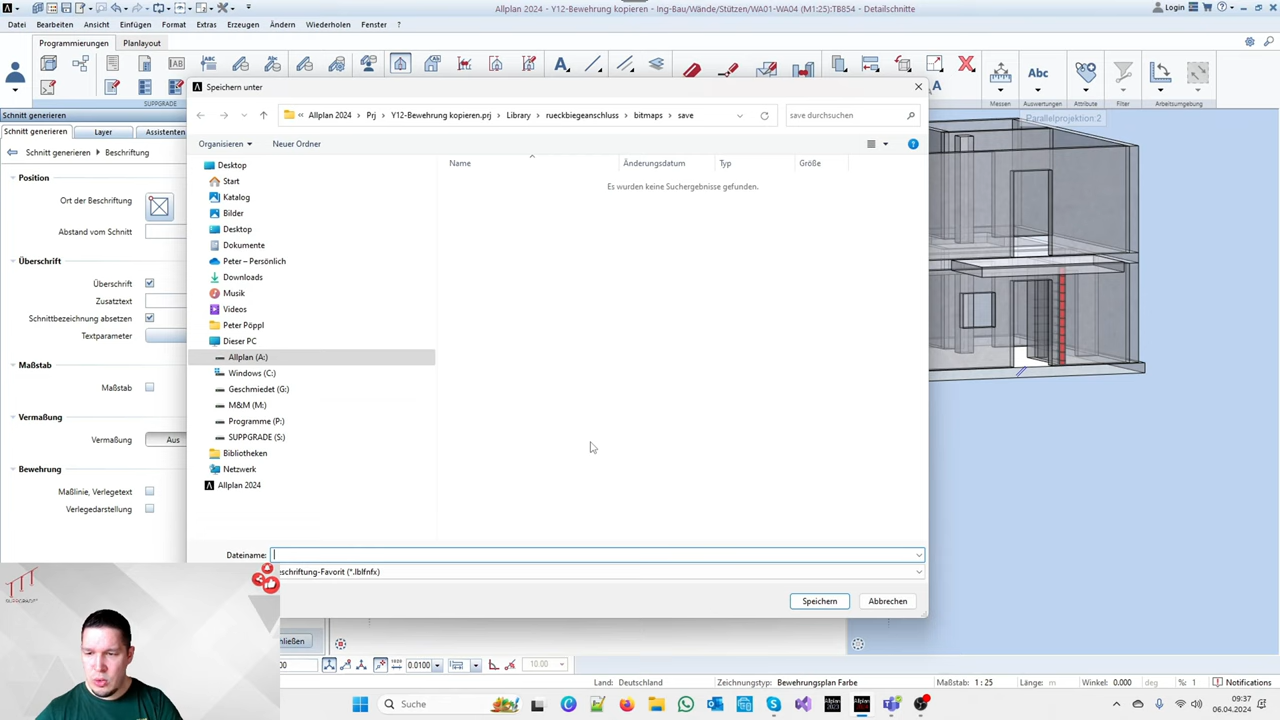 Allplan 2024 - Y12-Bewehrung kopieren - Ing-Bau/Wände/Stützen/WA01-WA04 (M1:25):TB854 - Detailschnitte
Login
Datei Bearbeiten Ansicht Einfügen Format Extras Erzeugen Ändern Wiederholen Fenster ?
Programmierungen Planlayout
ABC
ABC
Abc
SUPPGRADE
Messen Auswertungen Attribute Filter Arbeitsumgebung
Schnitt generieren
Schnitt generieren Layer Assistenten
Schnitt generieren Beschriftung
Position
Ort der Beschriftung
Abstand vom Schnitt
Überschrift
Überschrift
Zusatztext
Schnittbezeichnung absetzen
Textparameter
Maßstab
Maßstab
Vermaßung
Vermaßung Aus
Bewehrung
Maßlinie, Verlegetext
Verlegedarstellung
Parallelprojektion:2
Speichern unter
Allplan 2024 Prj Y12-Bewehrung kopieren.prj Library rueckbiegeanschluss bitmaps save
save durchsuchen
Organisieren Neuer Ordner
Name Änderungsdatum Typ Größe
Es wurden keine Suchergebnisse gefunden.
Desktop
Start
Katalog
Bilder
Desktop
Dokumente
Peter – Persönlich
Downloads
Musik
Videos
Peter Pöppl
Dieser PC
Allplan (A:)
Windows (C:)
Geschmiedet (G:)
M&M (M:)
Programme (P:)
SUPPGRADE (S:)
Bibliotheken
Netzwerk
Allplan 2024
Dateiname:
eschriftung-Favorit (*.lblfnfx)
Speichern Abbrechen
SUPPGRADE
ließen
00 0.0100 10.00
Land: Deutschland Zeichnungstyp: Bewehrungsplan Farbe Maßstab: 1 : 25 Länge: m Winkel: 0.000 deg %: 1 Notifications
Suche
09:37
06.04.2024